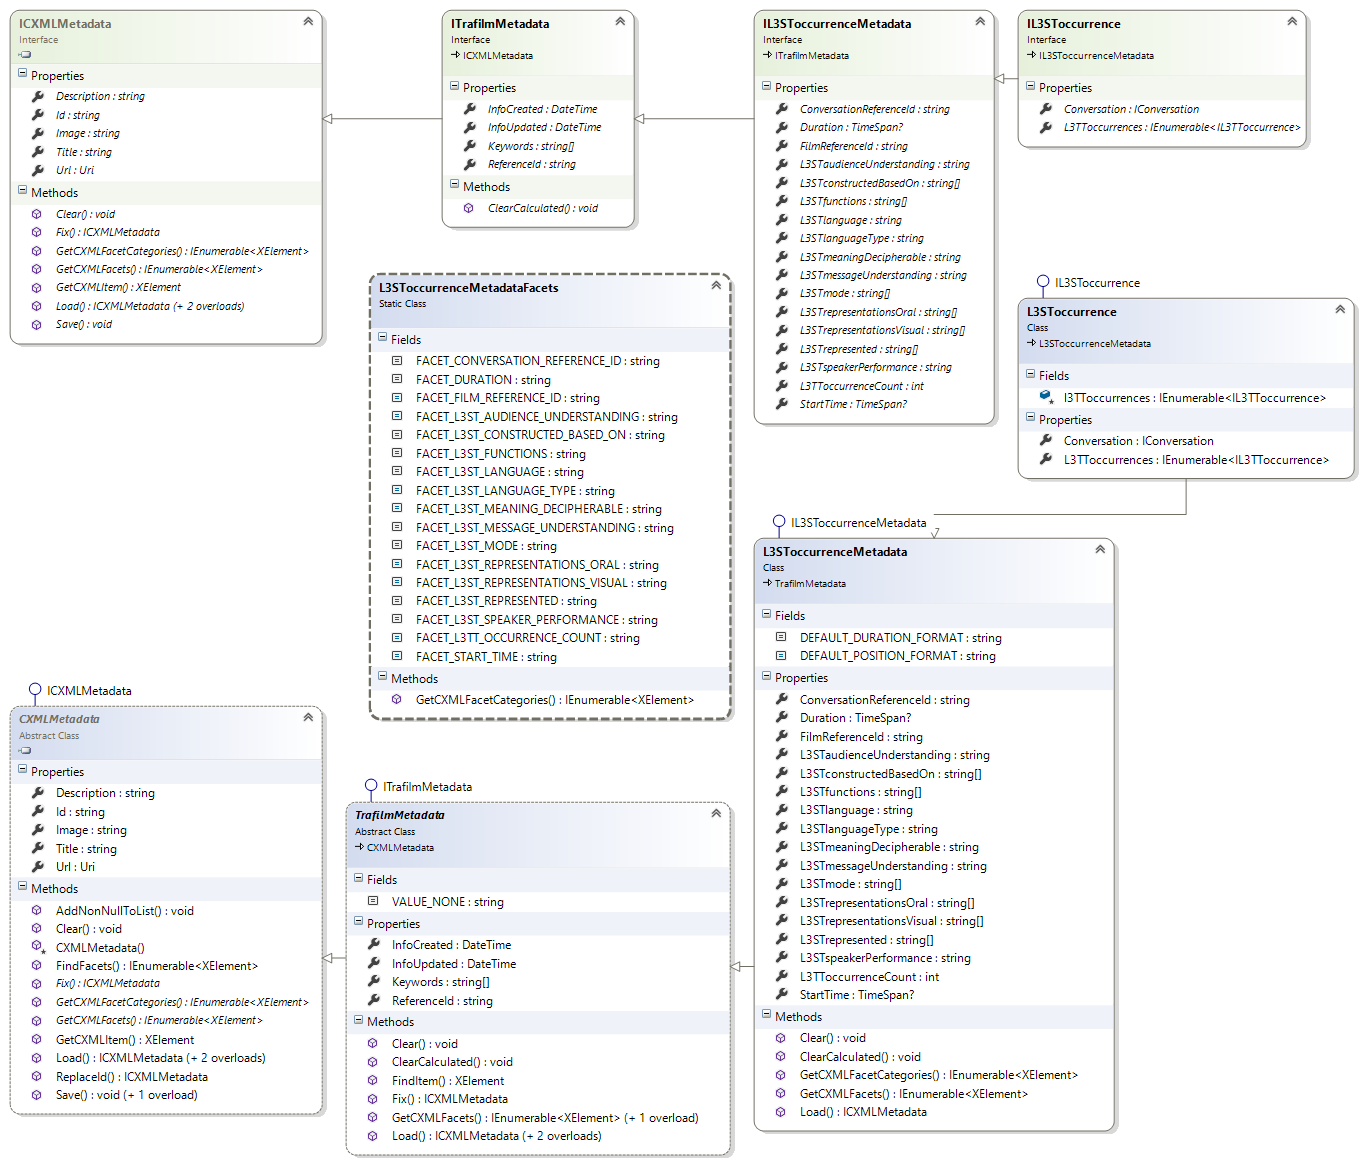 ICXMLMetadata
Interface
Properties
Description : string
Id : string
Image : string
Title : string
Url : Uri
Methods
Clear() : void
Fix() : ICXMLMetadata
GetCXMLFacetCategories() : IEnumerable<XElement>
GetCXMLFacets() : IEnumerable<XElement>
GetCXMLItem() : XElement
Load() : ICXMLMetadata (+ 2 overloads)
Save() : void
ITrafilmMetadata
Interface
ICXMLMetadata
Properties
InfoCreated : DateTime
InfoUpdated : DateTime
Keywords : string[]
ReferenceId : string
Methods
ClearCalculated() : void
IL3SToccurrenceMetadata
Interface
ITrafilmMetadata
Properties
ConversationReferenceId : string
Duration : TimeSpan?
FilmReferenceId : string
L3STaudienceUnderstanding : string
L3STconstructedBasedOn : string[]
L3STfunctions : string[]
L3STlanguage : string
L3STlanguageType : string
L3STmeaningDecipherable : string
L3STmessageUnderstanding : string
L3STmode : string[]
L3STrepresentationsOral : string[]
L3STrepresentationsVisual : string[]
L3STrepresented : string[]
L3STspeakerPerformance : string
L3TToccurrenceCount : int
StartTime : TimeSpan?
IL3SToccurrence
Interface
IL3SToccurrenceMetadata
Properties
Conversation : IConversation
L3TToccurrences : IEnumerable<IL3TToccurrence>
L3SToccurrenceMetadataFacets
Static Class
Fields
FACET_CONVERSATION_REFERENCE_ID : string
FACET_DURATION : string
FACET_FILM_REFERENCE_ID : string
FACET_L3ST_AUDIENCE_UNDERSTANDING : string
FACET_L3ST_CONSTRUCTED_BASED_ON : string
FACET_L3ST_FUNCTIONS : string
FACET_L3ST_LANGUAGE : string
FACET_L3ST_LANGUAGE_TYPE : string
FACET_L3ST_MEANING_DECIPHERABLE : string
FACET_L3ST_MESSAGE_UNDERSTANDING : string
FACET_L3ST_MODE : string
FACET_L3ST_REPRESENTATIONS_ORAL : string
FACET_L3ST_REPRESENTATIONS_VISUAL : string
FACET_L3ST_REPRESENTED : string
FACET_L3ST_SPEAKER_PERFORMANCE : string
FACET_L3TT_OCCURRENCE_COUNT : string
FACET_START_TIME : string
Methods
GetCXMLFacetCategories() : IEnumerable<XElement>
IL3SToccurrence
L3SToccurrence
Class
L3SToccurrenceMetadata
Fields
l3TToccurrences : IEnumerable<IL3TToccurrence>
Properties
Conversation : IConversation
L3TToccurrences : IEnumerable<IL3TToccurrence>
IL3SToccurrenceMetadata
L3SToccurrenceMetadata
Class
TrafilmMetadata
Fields
DEFAULT_DURATION_FORMAT : string
DEFAULT_POSITION_FORMAT : string
Properties
ConversationReferenceId : string
Duration : TimeSpan?
FilmReferenceId : string
L3STaudienceUnderstanding : string
L3STconstructedBasedOn : string[]
L3STfunctions : string[]
L3STlanguage : string
L3STlanguageType : string
L3STmeaningDecipherable : string
L3STmessageUnderstanding : string
L3STmode : string[]
L3STrepresentationsOral : string[]
L3STrepresentationsVisual : string[]
L3STrepresented : string[]
L3STspeakerPerformance : string
L3TToccurrenceCount : int
StartTime : TimeSpan?
Methods
Clear() : void
ClearCalculated() : void
GetCXMLFacetCategories() : IEnumerable<XElement>
GetCXMLFacets() : IEnumerable<XElement>
Load() : ICXMLMetadata
ICXMLMetadata
CXMLMetadata
Abstract Class
Properties
Description : string
Id : string
Image : string
Title : string
Url : Uri
Methods
AddNonNullToList() : void
Clear() : void
CXMLMetadata()
FindFacets() : IEnumerable<XElement>
Fix() : ICXMLMetadata
GetCXMLFacetCategories() : IEnumerable<XElement>
GetCXMLFacets() : IEnumerable<XElement>
GetCXMLItem() : XElement
Load() : ICXMLMetadata (+ 2 overloads)
ReplaceId() : ICXMLMetadata
Save() : void (+ 1 overload)
ITrafilmMetadata
TrafilmMetadata
Abstract Class
CXMLMetadata
Fields
VALUE_NONE : string
Properties
InfoCreated : DateTime
InfoUpdated : DateTime
Keywords : string[]
ReferenceId : string
Methods
Clear() : void
ClearCalculated() : void
FindItem() : XElement
Fix() : ICXMLMetadata
GetCXMLFacets() : IEnumerable<XElement> (+ 1 overload)
Load() : ICXMLMetadata (+ 2 overloads)